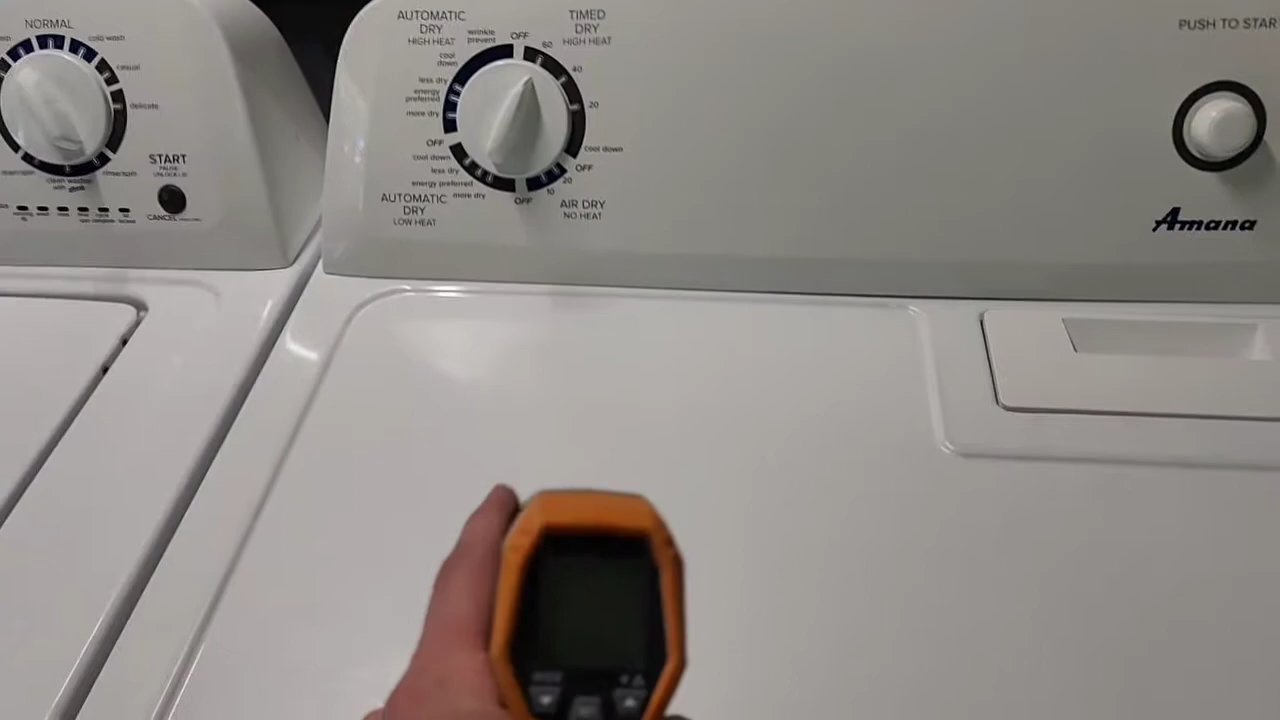 NORMAL
cold wash
casual
delicate
START
PAUSE
CANCEL
AUTOMATIC
DRY
HIGH HEAT
wrinkle
prevent
OFF
TIMED
DRY
HIGH HEAT
60
40
20
cool down
OFF
20
10
AIR DRY
NO HEAT
OFF
cool
down
less dry
energy
preferred
more dry
OFF
cool down
less dry
energy preferred
more dry
AUTOMATIC
DRY
LOW HEAT
PUSH TO STAR
Amana